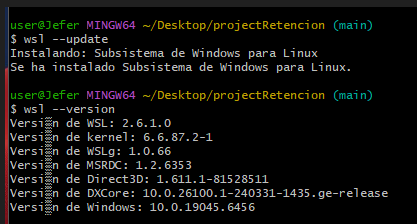 user@Jefer MINGW64 ~/Desktop/projectRetencion (main)
$ wsl --update
Instalando: Subsistema de Windows para Linux
Se ha instalado Subsistema de Windows para Linux.
user@Jefer MINGW64 ~/Desktop/projectRetencion (main)
$ wsl --version
Versi▒n de WSL: 2.6.1.0
Versi▒n de kernel: 6.6.87.2-1
Versi▒n de WSLg: 1.0.66
Versi▒n de MSRDC: 1.2.6353
Versi▒n de Direct3D: 1.611.1-81528511
Versi▒n de DXCore: 10.0.26100.1-240331-1435.ge-release
Versi▒n de Windows: 10.0.19045.6456